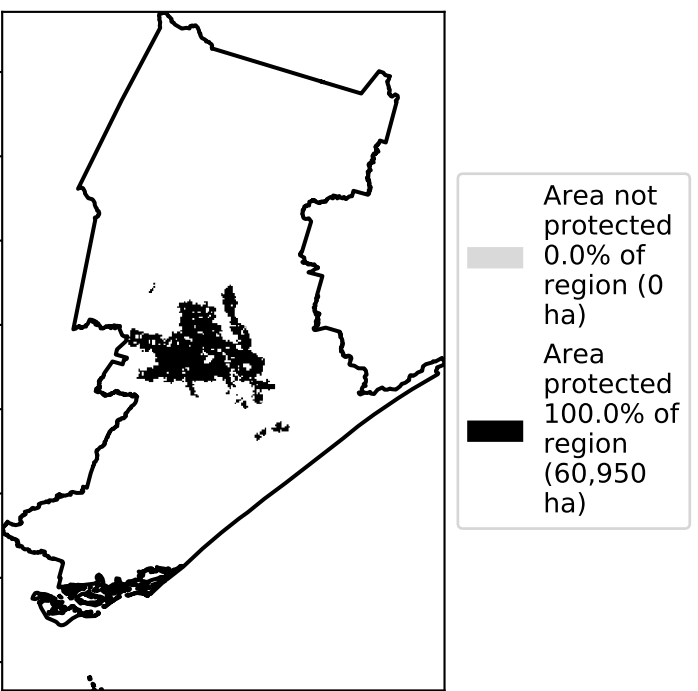 Area not
protected
0.0% of
region (0
ha)
Area
protected
100.0% of
region
(60,950
ha)